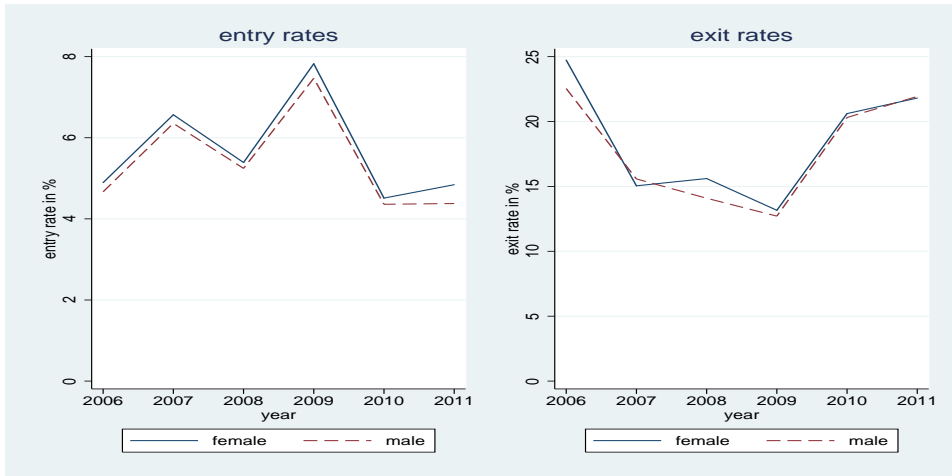 entry rates
entry rate in %
8
6
4
2
0
2006 2007 2008 2009 2010 2011
year
female male
exit rates
exit rate in %
25
20
15
10
5
0
2006 2007 2008 2009 2010 2011
year
female male